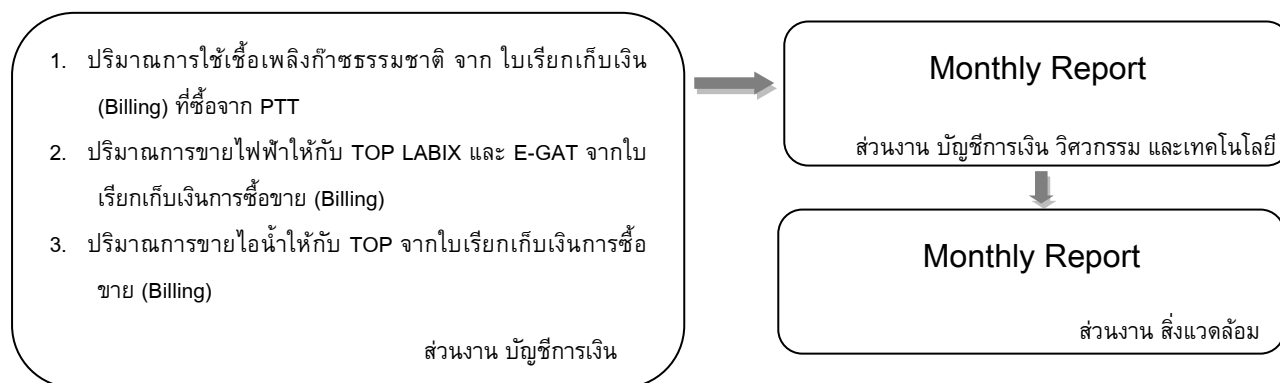 1. ปริมาณการใช้เชื้อเพลิงก๊าซธรรมชาติ จาก ใบเรียกเก็บเงิน
(Billing) ที่ซื้อจาก PTT
2. ปริมาณการขายไฟฟ้าให้กับ TOP LABIX และ E-GAT จากใบ
เรียกเก็บเงินการซื้อขาย (Billing)
3. ปริมาณการขายไอน้ำให้กับ TOP จากใบเรียกเก็บเงินการซื้อ
ขาย (Billing)
ส่วนงาน บัญชีการเงิน
Monthly Report
ส่วนงาน บัญชีการเงิน วิศวกรรม และเทคโนโลยี
Monthly Report
ส่วนงาน สิ่งแวดล้อม